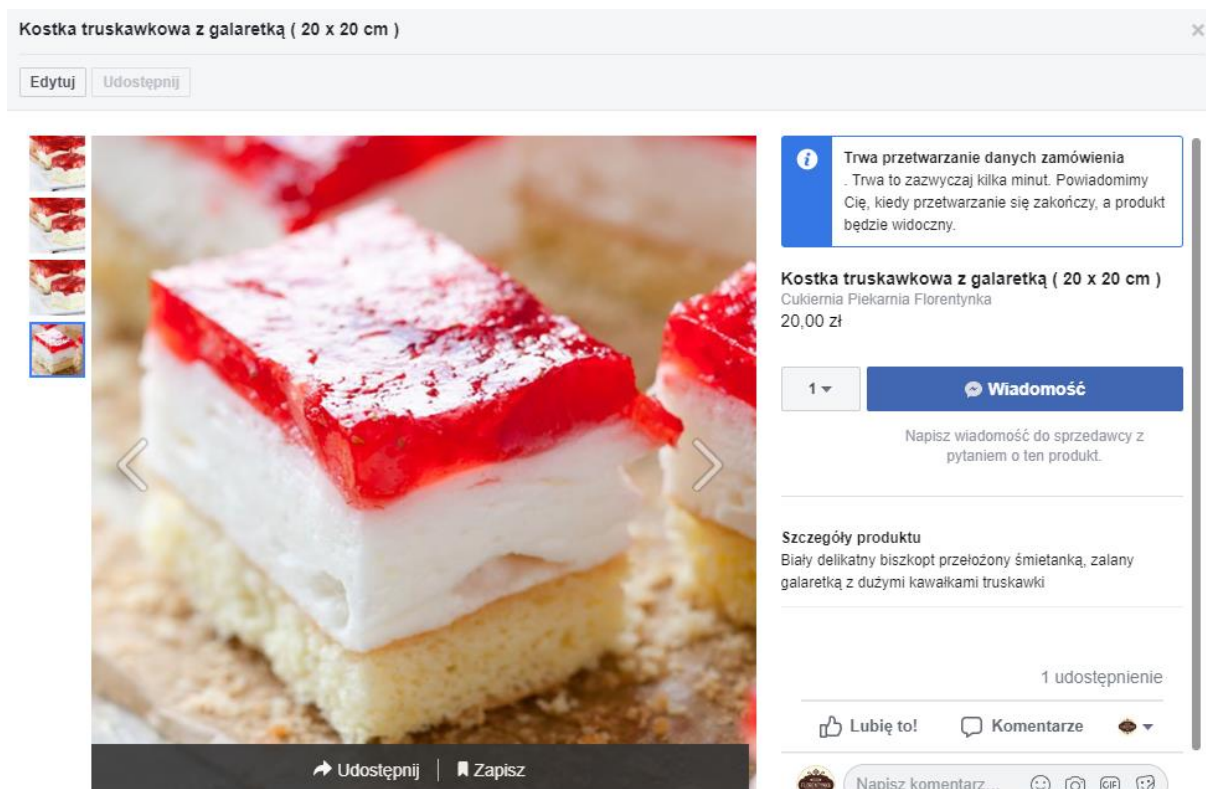 Kostka truskawkowa z galaretką ( 20 x 20 cm )
Edytuj Udostępnij
Trwa przetwarzanie danych zamówienia
. Trwa to zazwyczaj kilka minut. Powiadomimy
Cię, kiedy przetwarzanie się zakończy, a produkt
będzie widoczny.
Kostka truskawkowa z galaretką ( 20 x 20 cm )
Cukiernia Piekarnia Florentynka
20,00 zł
1 Wiadomość
Napisz wiadomość do sprzedawcy z
pytaniem o ten produkt.
Szczegóły produktu
Biały delikatny biszkopt przełożony śmietanką, zalany
galaretką z dużymi kawałkami truskawki
1 udostępnienie
Lubię to! Komentarze
Udostępnij Zapisz
Napisz komentarz... GIF